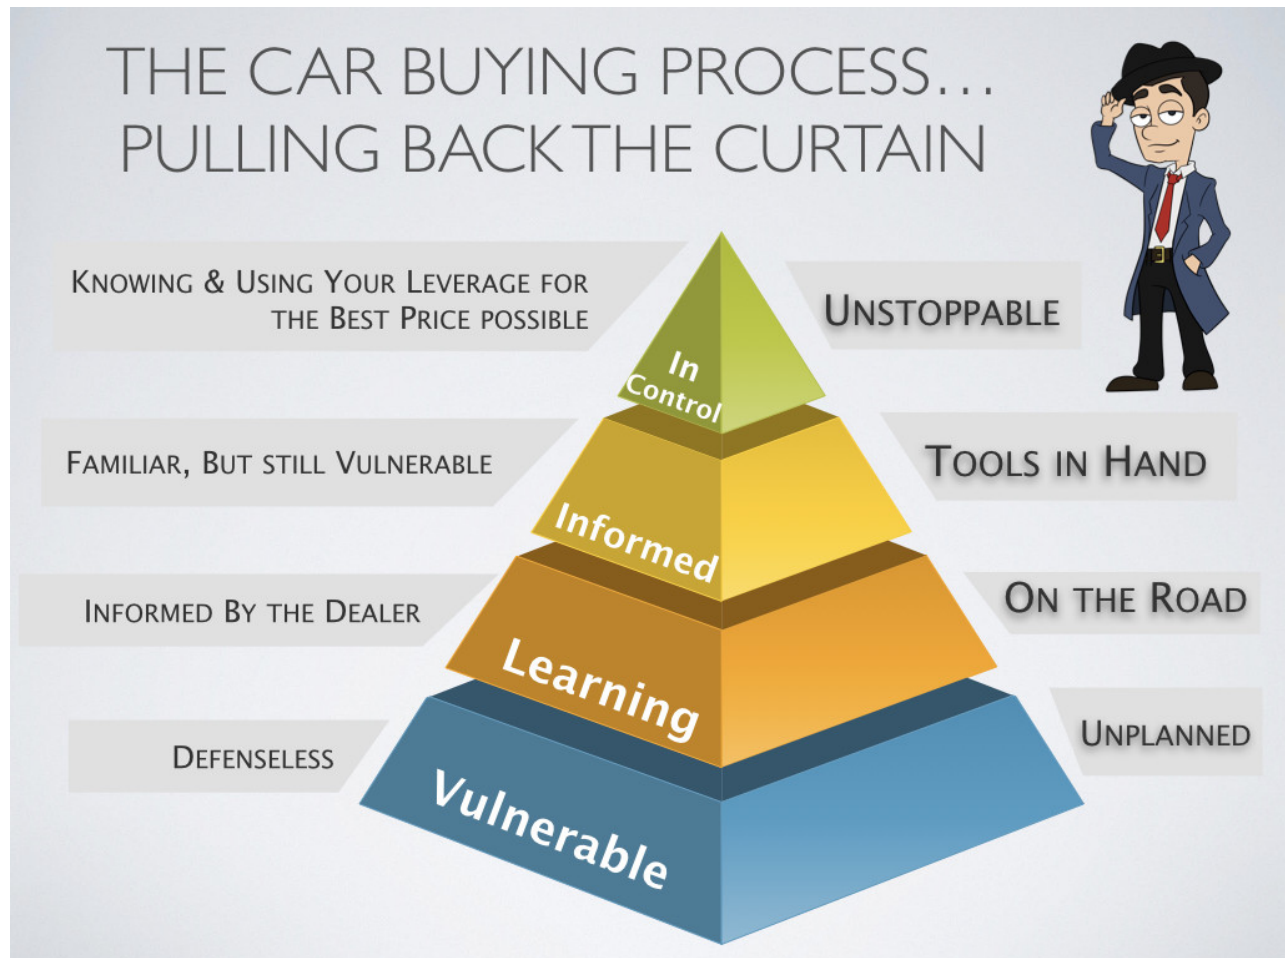 THE CAR BUYING PROCESS...
PULLING BACK THE CURTAIN
KNOWING & USING YOUR LEVERAGE FOR
THE BEST PRICE POSSIBLE
In
Control
UNSTOPPABLE
FAMILIAR, BUT STILL VULNERABLE
Informed
TOOLS IN HAND
INFORMED BY THE DEALER
Learning
ON THE ROAD
DEFENSELESS
Vulnerable
UNPLANNED